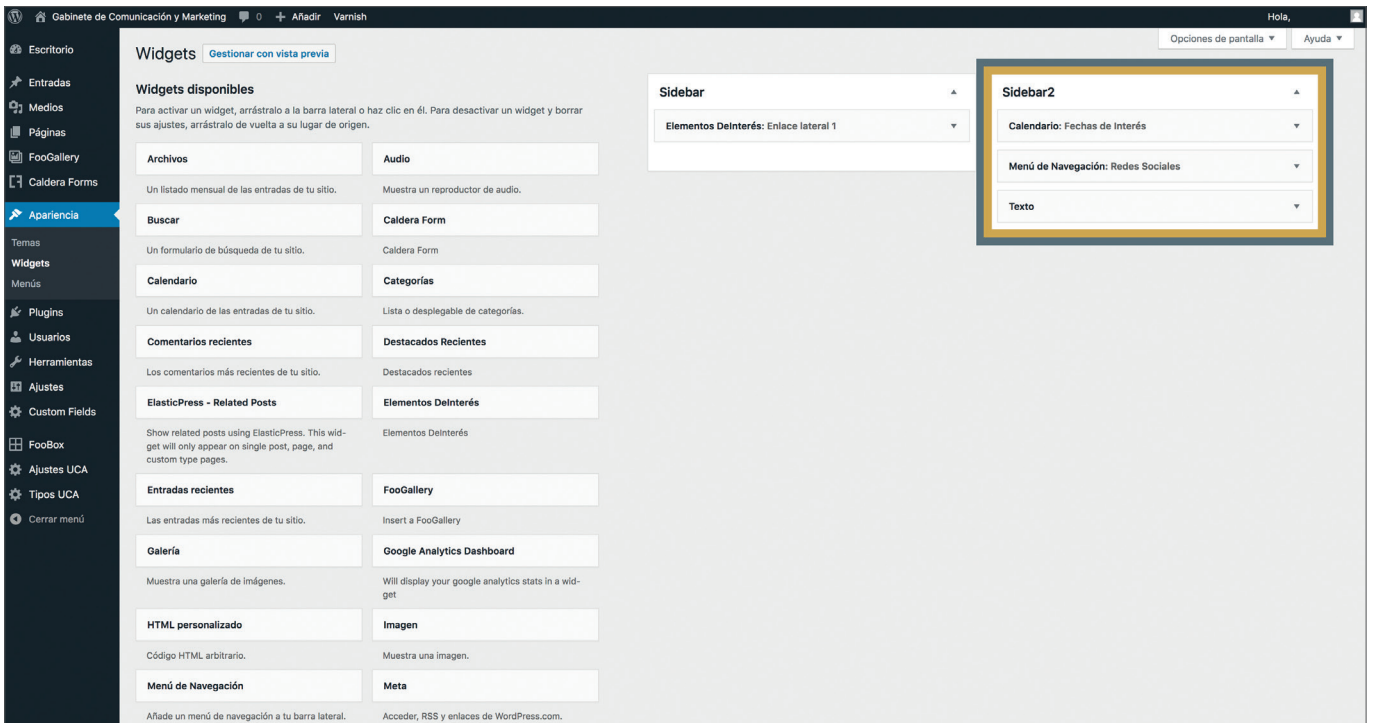 Gabinete de Comunicación y Marketing 0 + Añadir Varnish
Hola,
Escritorio
Entradas
Medios
Páginas
FooGallery
Caldera Forms
Apariencia
Temas
Widgets
Menús
Plugins
Usuarios
Herramientas
Ajustes
Custom Fields
FooBox
Ajustes UCA
Tipos UCA
Cerrar menú
Opciones de pantalla ▼
Ayuda ▼
Widgets
Gestionar con vista previa
Widgets disponibles
Para activar un widget, arrástralo a la barra lateral o haz clic en él. Para desactivar un widget y borrar
sus ajustes, arrástralo de vuelta a su lugar de origen.
Archivos
Un listado mensual de las entradas de tu sitio.
Audio
Muestra un reproductor de audio.
Buscar
Un formulario de búsqueda de tu sitio.
Caldera Form
Caldera Form
Calendario
Un calendario de las entradas de tu sitio.
Categorías
Lista o desplegable de categorías.
Comentarios recientes
Los comentarios más recientes de tu sitio.
Destacados Recientes
Destacados recientes
ElasticPress - Related Posts
Show related posts using ElasticPress. This wid-
get will only appear on single post, page, and
custom type pages.
Elementos DeInterés
Elementos DeInterés
Entradas recientes
Las entradas más recientes de tu sitio.
FooGallery
Insert a FooGallery
Galería
Muestra una galería de imágenes.
Google Analytics Dashboard
Will display your google analytics stats in a wid-
get
HTML personalizado
Código HTML arbitrario.
Imagen
Muestra una imagen.
Menú de Navegación
Añade un menú de navegación a tu barra lateral.
Meta
Acceder, RSS y enlaces de WordPress.com.
Sidebar
Elementos DeInterés: Enlace lateral 1
Sidebar2
Calendario: Fechas de Interés
Menú de Navegación: Redes Sociales
Texto